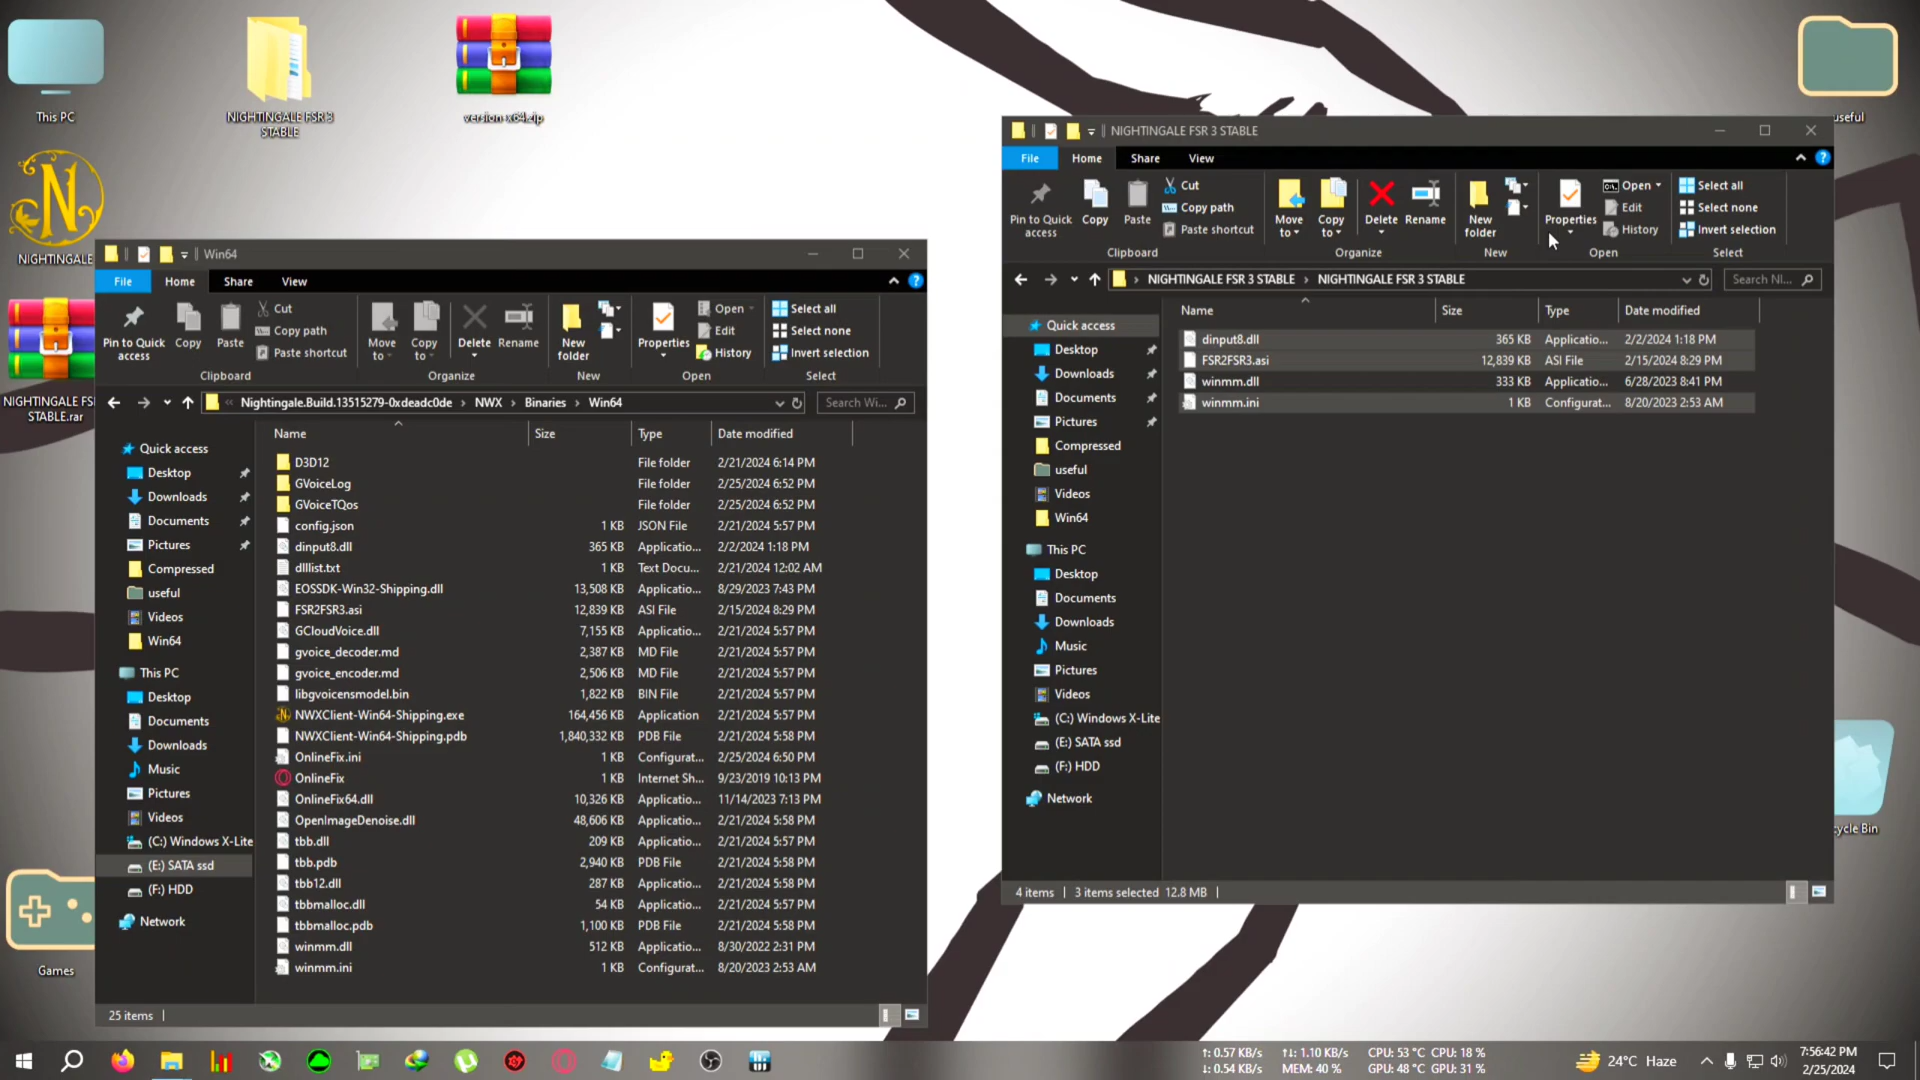 This PC
NIGHTINGALE FSR 3
STABLE
version-x64.zip
useful
NIGHTINGALE
NIGHTINGALE FS
STABLE.rar
Games
cycle Bin
Win64
File
Home
Share
View
Pin to Quick
access
Copy
Paste
Cut
Copy path
Paste shortcut
Move
to
Copy
to
Delete
Rename
New
folder
Properties
Open
Edit
History
Select all
Select none
Invert selection
Clipboard
Organize
New
Open
Select
« Nightingale.Build.13515279-0xdeadc0de › NWX › Binaries › Win64
Search Wi...
Quick access
Desktop
Downloads
Documents
Pictures
Compressed
useful
Videos
Win64
This PC
Desktop
Documents
Downloads
Music
Pictures
Videos
(C:) Windows X-Lite
(E:) SATA ssd
(F:) HDD
Network
Name Size Type Date modified
D3D12 File folder 2/21/2024 6:14 PM
GVoiceLog File folder 2/25/2024 6:52 PM
GVoiceTQos File folder 2/25/2024 6:52 PM
config.json 1 KB JSON File 2/21/2024 5:57 PM
dinput8.dll 365 KB Applicatio... 2/2/2024 1:18 PM
dlllist.txt 1 KB Text Docu... 2/21/2024 12:02 AM
EOSSDK-Win32-Shipping.dll 13,508 KB Applicatio... 8/29/2023 7:43 PM
FSR2FSR3.asi 12,839 KB ASI File 2/15/2024 8:29 PM
GCloudVoice.dll 7,155 KB Applicatio... 2/21/2024 5:57 PM
gvoice_decoder.md 2,387 KB MD File 2/21/2024 5:57 PM
gvoice_encoder.md 2,506 KB MD File 2/21/2024 5:57 PM
libgvoicensmodel.bin 1,822 KB BIN File 2/21/2024 5:57 PM
NWXClient-Win64-Shipping.exe 164,456 KB Application 2/21/2024 5:57 PM
NWXClient-Win64-Shipping.pdb 1,840,332 KB PDB File 2/21/2024 5:58 PM
OnlineFix.ini 1 KB Configurat... 2/25/2024 6:50 PM
OnlineFix 1 KB Internet Sh... 9/23/2019 10:13 PM
OnlineFix64.dll 10,326 KB Applicatio... 11/14/2023 7:13 PM
OpenImageDenoise.dll 48,606 KB Applicatio... 2/21/2024 5:58 PM
tbb.dll 209 KB Applicatio... 2/21/2024 5:57 PM
tbb.pdb 2,940 KB PDB File 2/21/2024 5:58 PM
tbb12.dll 287 KB Applicatio... 2/21/2024 5:58 PM
tbbmalloc.dll 54 KB Applicatio... 2/21/2024 5:57 PM
tbbmalloc.pdb 1,100 KB PDB File 2/21/2024 5:58 PM
winmm.dll 512 KB Applicatio... 8/30/2022 2:31 PM
winmm.ini 1 KB Configurat... 8/20/2023 2:53 AM
25 items
NIGHTINGALE FSR 3 STABLE
File
Home
Share
View
Pin to Quick
access
Copy
Paste
Cut
Copy path
Paste shortcut
Move
to
Copy
to
Delete
Rename
New
folder
Properties
Open
Edit
History
Select all
Select none
Invert selection
Clipboard
Organize
New
Open
Select
› NIGHTINGALE FSR 3 STABLE › NIGHTINGALE FSR 3 STABLE
Search NI...
Quick access
Desktop
Downloads
Documents
Pictures
Compressed
useful
Videos
Win64
This PC
Desktop
Documents
Downloads
Music
Pictures
Videos
(C:) Windows X-Lite
(E:) SATA ssd
(F:) HDD
Network
Name Size Type Date modified
dinput8.dll 365 KB Applicatio... 2/2/2024 1:18 PM
FSR2FSR3.asi 12,839 KB ASI File 2/15/2024 8:29 PM
winmm.dll 333 KB Applicatio... 6/28/2023 8:41 PM
winmm.ini 1 KB Configurat... 8/20/2023 2:53 AM
4 items 3 items selected 12.8 MB
↑: 0.57 KB/s ↑↓: 1.10 KB/s CPU: 53 °C CPU: 18 %
↓: 0.54 KB/s MEM: 40 % GPU: 48 °C GPU: 31 %
24°C Haze
7:56:42 PM
2/25/2024